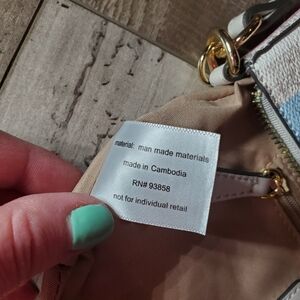 material: man made materials
made in Cambodia
RN# 93858
not for individual retail